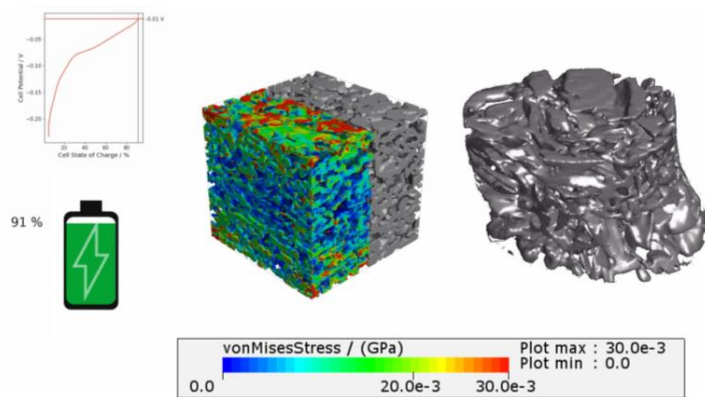 -0.01 V
-0.05
-0.10
-0.15
-0.20
Cell Potential / V
20 40 60 80
Cell State of Charge / %
91 %
vonMisesStress / (GPa)
0.0 20.0e-3 30.0e-3
Plot max : 30.0e-3
Plot min : 0.0